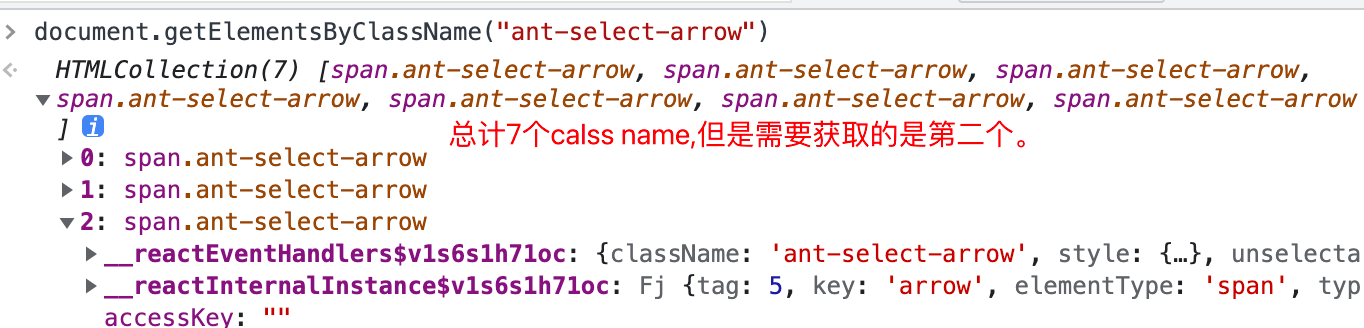 document.getElementsByClassName("ant-select-arrow")
HTMLCollection(7) [span.ant-select-arrow, span.ant-select-arrow, span.ant-select-arrow,
span.ant-select-arrow, span.ant-select-arrow, span.ant-select-arrow, span.ant-select-arrow
] i
总计7个calss name,但是需要获取的是第二个。
0: span.ant-select-arrow
1: span.ant-select-arrow
2: span.ant-select-arrow
__reactEventHandlers$v1s6s1h71oc: {className: 'ant-select-arrow', style: {…}, unselecta
__reactInternalInstance$v1s6s1h71oc: Fj {tag: 5, key: 'arrow', elementType: 'span', typ
accessKey: ""